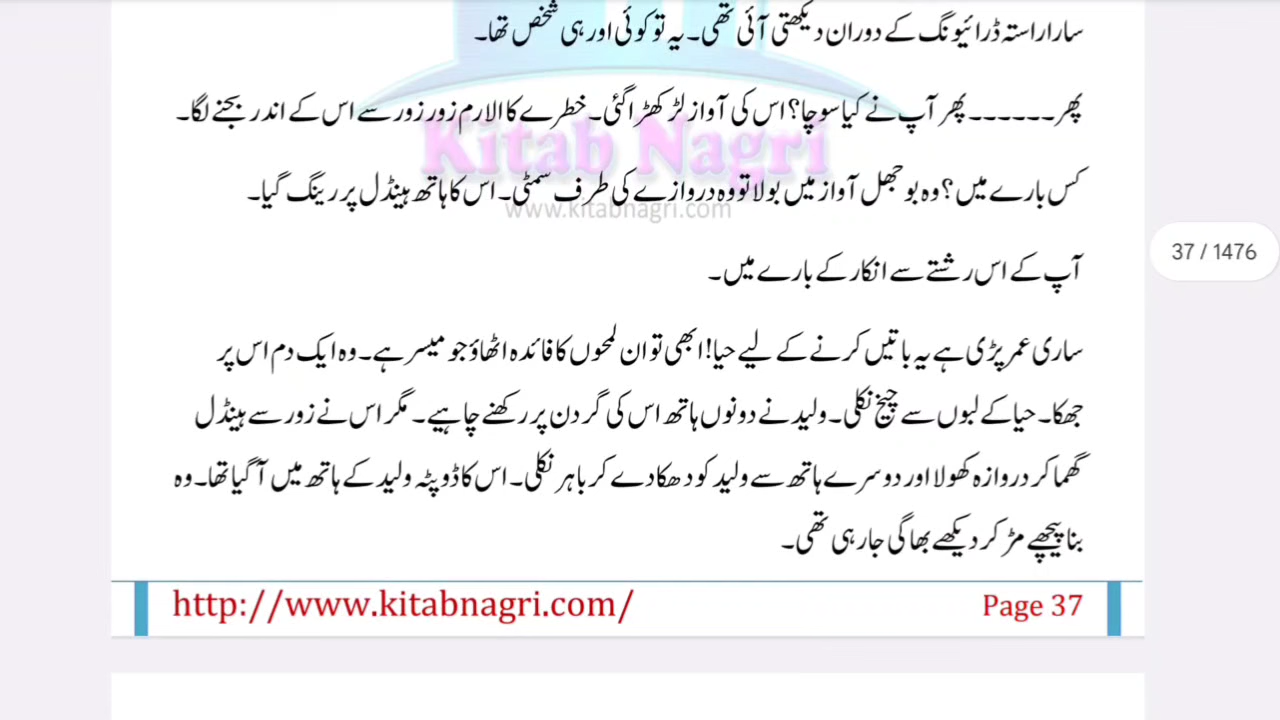 سارا راستہ ڈرائیونگ کے دوران دیکھتی آئی تھی۔ یہ تو کوئی اور ہی شخص تھا۔
پھر۔۔۔۔۔۔ پھر آپ نے کیا سوچا؟ اس کی آواز لڑکھڑا گئی۔ خطرے کا الارم زور زور سے اس کے اندر بجنے لگا۔
Kitab Nagri
کس بارے میں؟ وہ بوجھل آواز میں بولا تو وہ دروازے کی طرف سمٹی۔ اس کا ہاتھ ہینڈل پر رینگ گیا۔
www.kitabnagri.com
آپ کے اس رشتے سے انکار کے بارے میں۔
37 / 1476
ساری عمر پڑی ہے یہ باتیں کرنے کے لیے حیا! ابھی تو ان لمحوں کا فائدہ اٹھاؤ جو میسر ہے۔ وہ ایک دم اس پر
جھکا۔ حیا کے لبوں سے چیخ نکلی۔ ولید نے دونوں ہاتھ اس کی گردن پر رکھنے چاہیے۔ مگر اس نے زور سے ہینڈل
گھما کر دروازہ کھولا اور دوسرے ہاتھ سے ولید کو دھکا دے کر باہر نکلی۔ اس کا ڈوپٹہ ولید کے ہاتھ میں آ گیا تھا۔ وہ
بنا پیچھے مڑ کر دیکھے بھاگی جا رہی تھی۔
http://www.kitabnagri.com/
Page 37